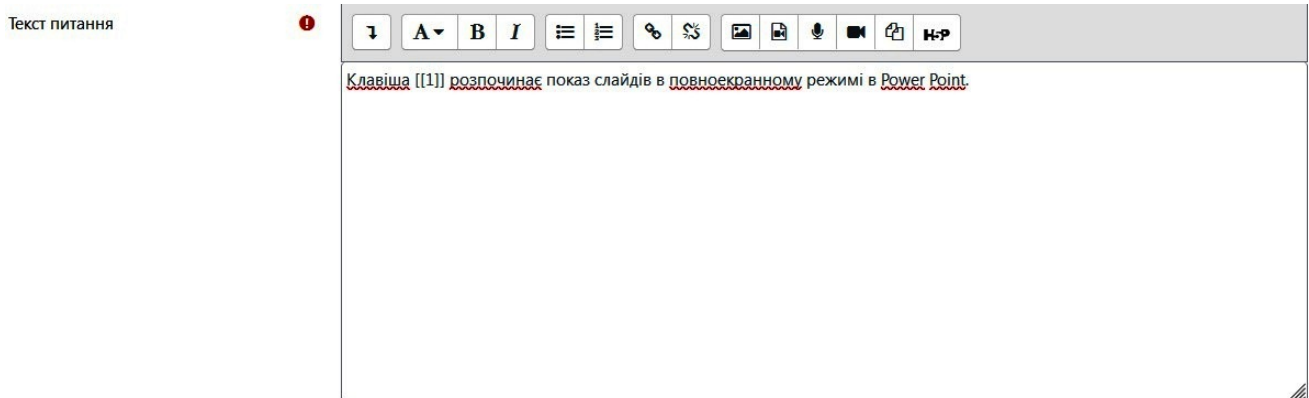 Текст питання
A B I H-P
Клавіша [[1]] розпочинає показ слайдів в повноекранному режимі в Power Point.